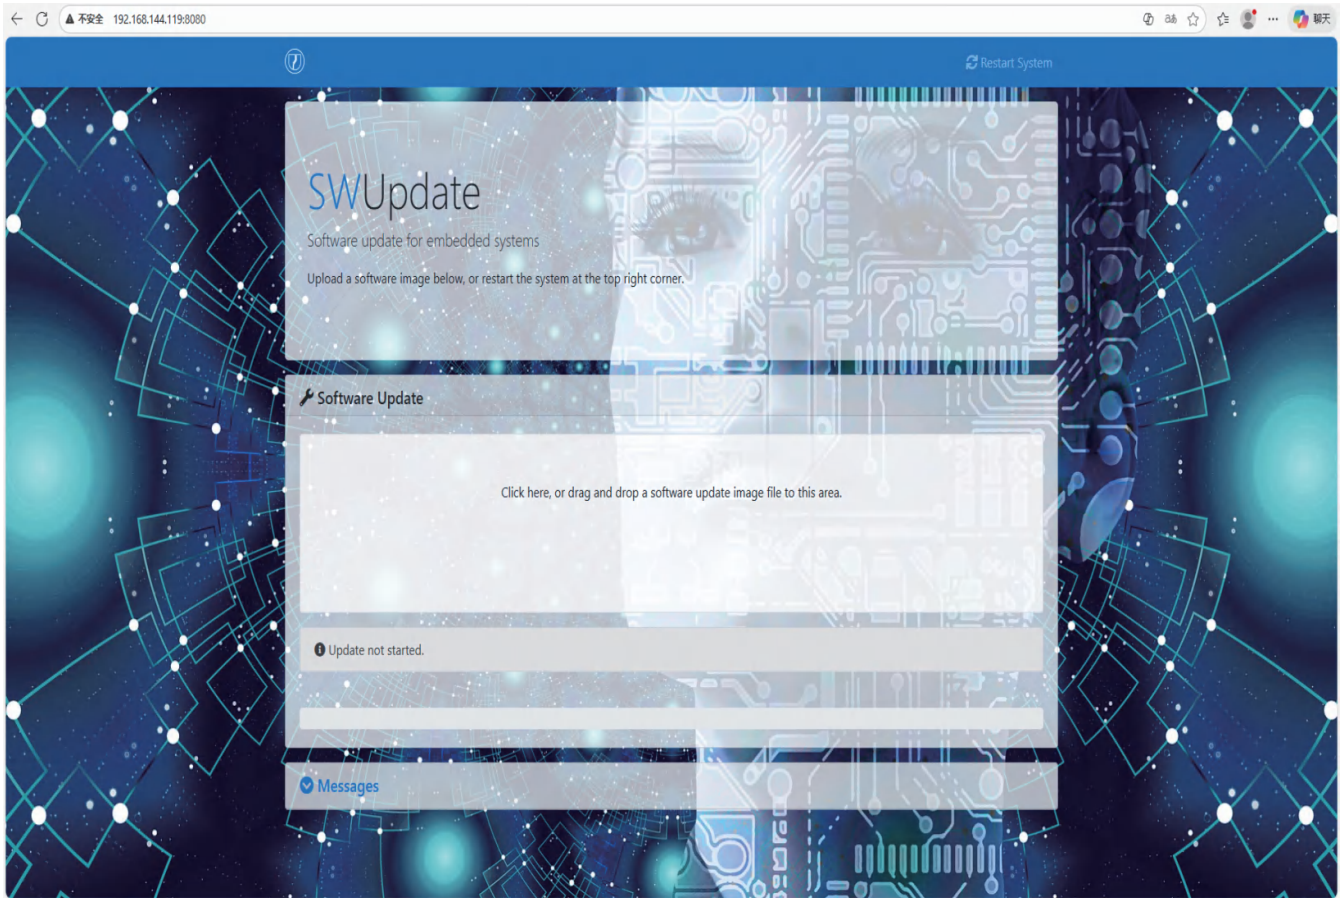 不安全 192.168.144.119:8080
聊天
Restart System
SWUpdate
Software update for embedded systems
Upload a software image below, or restart the system at the top right corner.
Software Update
Click here, or drag and drop a software update image file to this area.
Update not started.
Messages